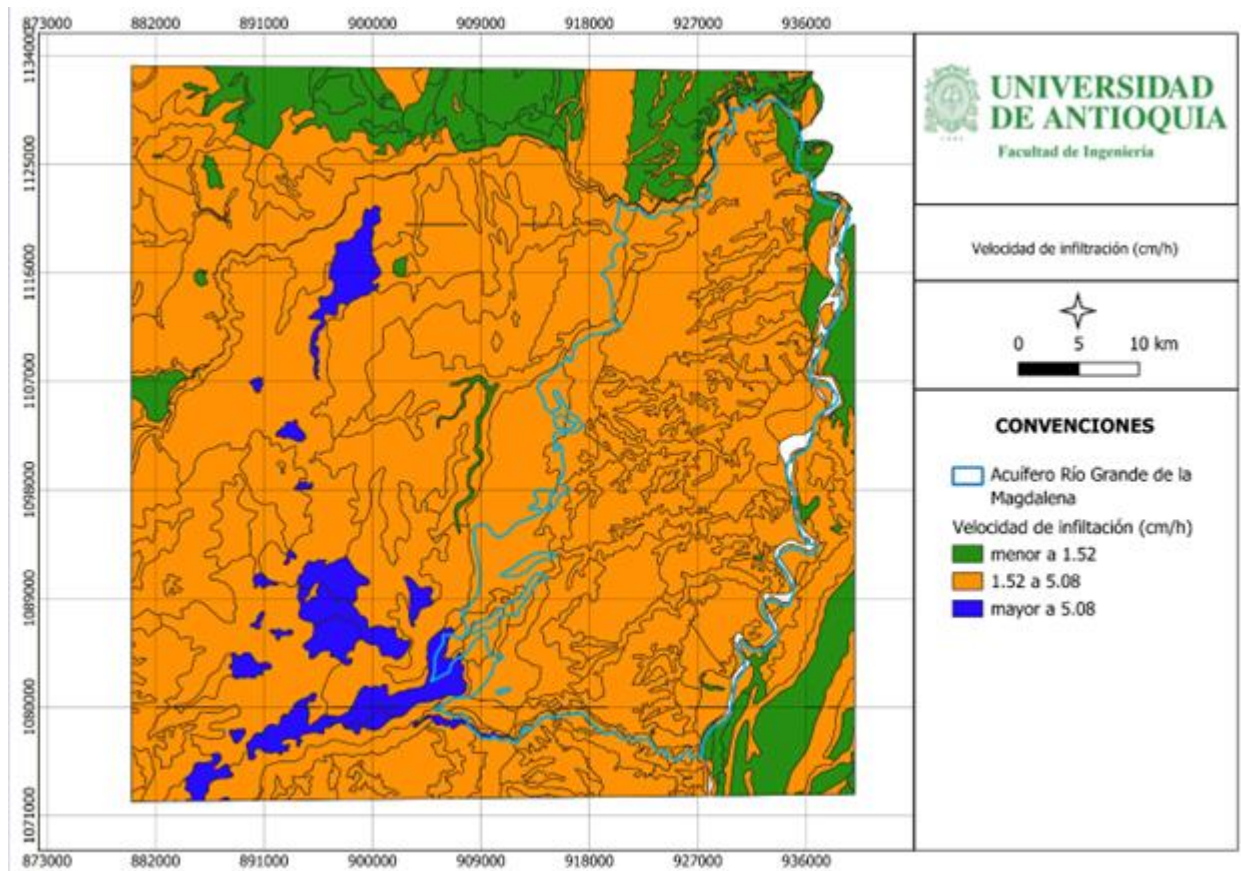 873000 882000 891000 900000 909000 918000 927000 936000
1134000
1125000
1116000
1107000
1098000
1089000
1080000
1071000
873000 882000 891000 900000 909000 918000 927000 936000
UNIVERSIDAD
DE ANTIOQUIA
Facultad de Ingeniería
Velocidad de infiltración (cm/h)
0 5 10 km
CONVENCIONES
Acuífero Río Grande de la
Magdalena
Velocidad de infiltación (cm/h)
menor a 1.52
1.52 a 5.08
mayor a 5.08